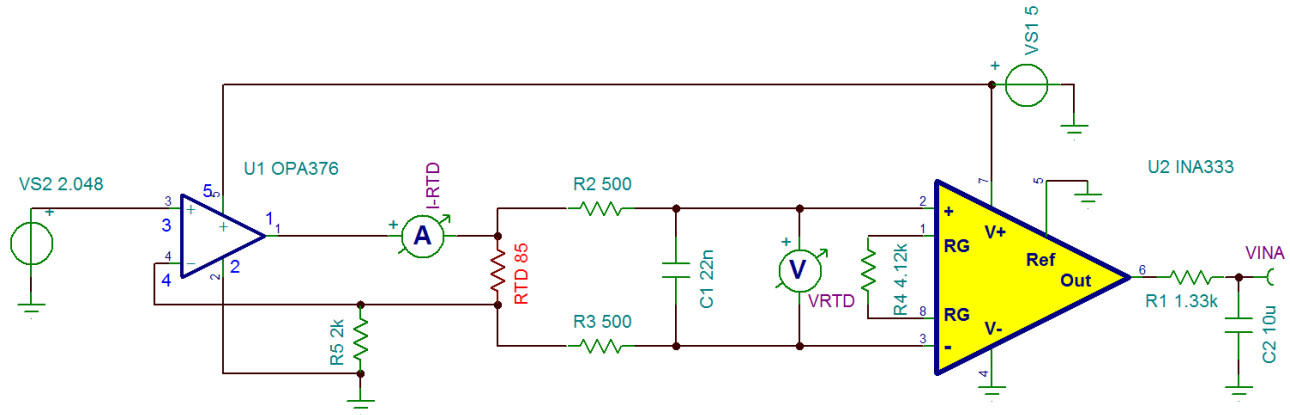 VS1 5
+
VS2 2.048
+
U1 OPA376
3
3
+
4
4
-
5
5
+
2
2
1
1
I-RTD
+
A
RTD 85
R5 2k
R2 500
R3 500
C1 22n
+
V
VRTD
R4 4.12k
U2 INA333
2
+
1
RG
8
RG
3
-
7
V+
5
Ref
Out
V-
4
6
R1 1.33k
VINA
C2 10u